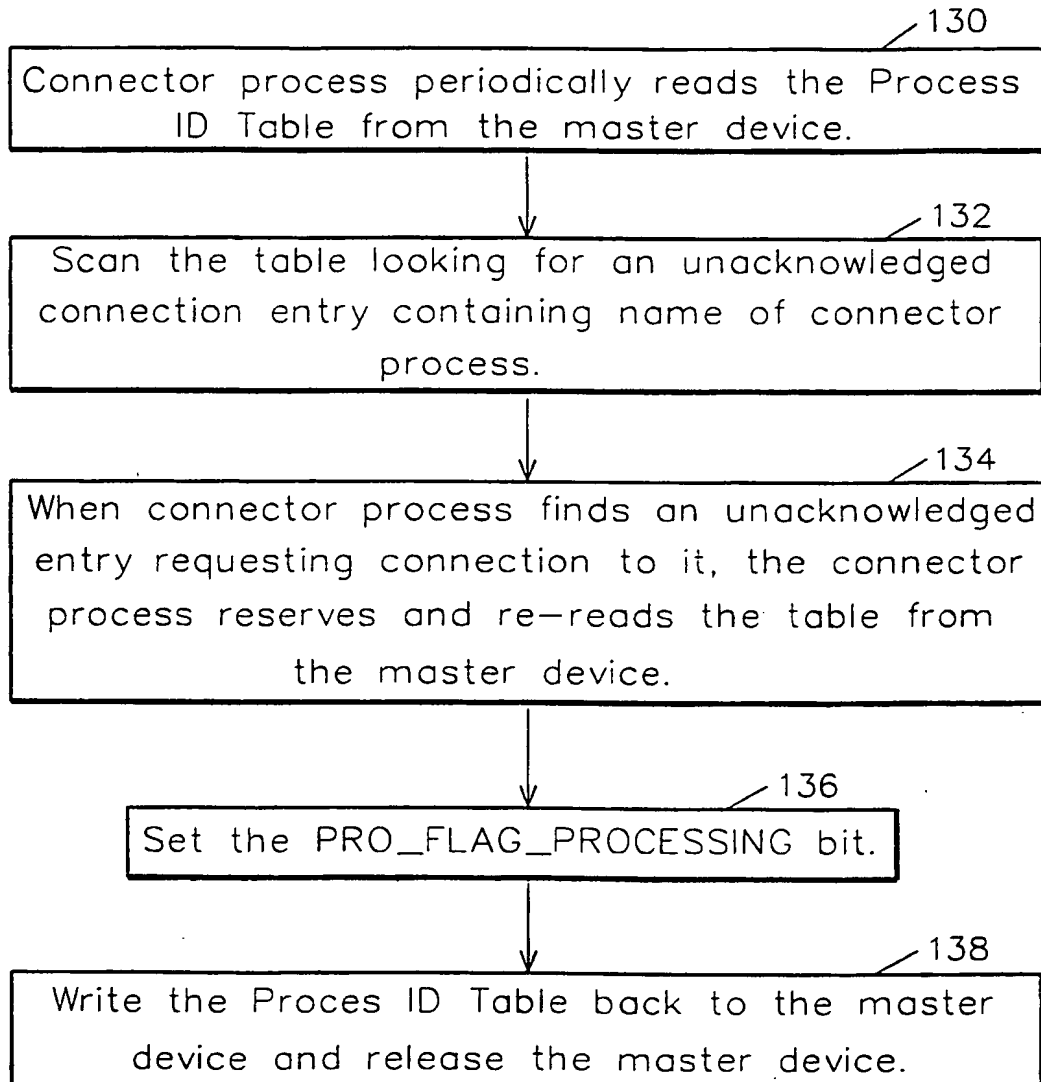 130
Connector process periodically reads the Process
ID Table from the master device.
132
Scan the table looking for an unacknowledged
connection entry containing name of connector
process.
134
When connector process finds an unacknowledged
entry requesting connection to it, the connector
process reserves and re-reads the table from
the master device.
136
Set the PRO_FLAG_PROCESSING bit.
138
Write the Proces ID Table back to the master
device and release the master device.